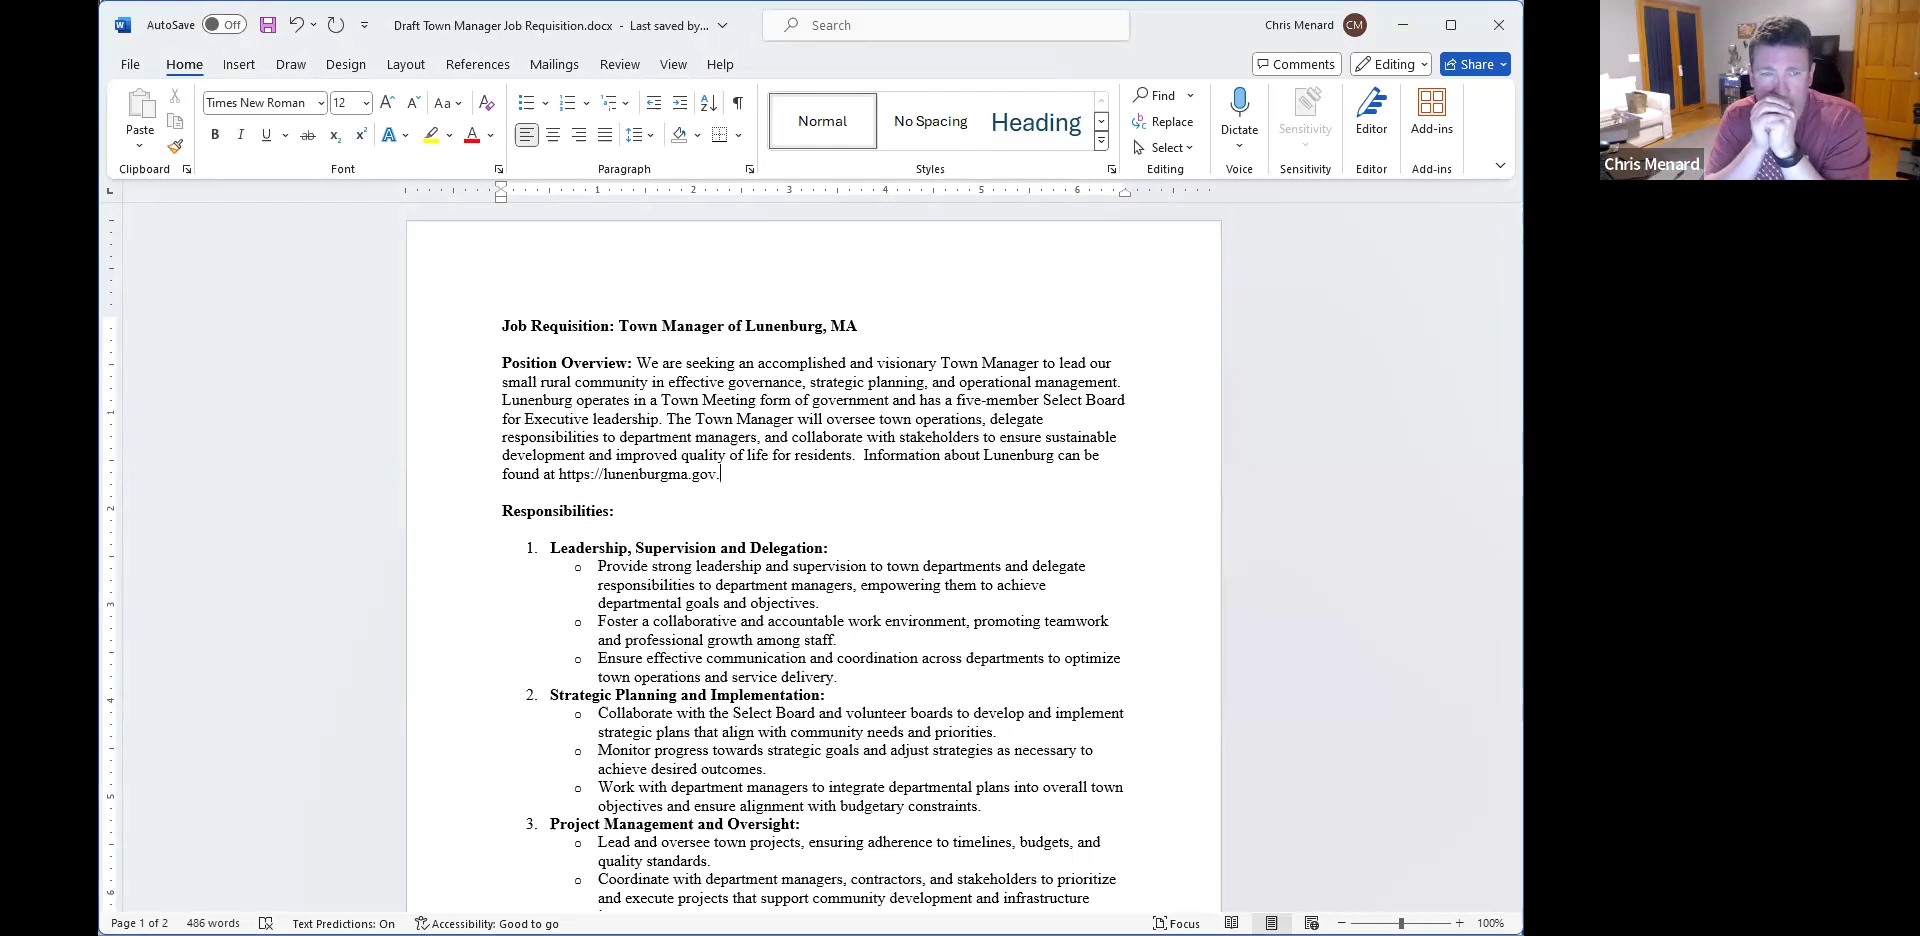 AutoSave Off Draft Town Manager Job Requisition.docx - Last saved by... Search Chris Menard CM
File Home Insert Draw Design Layout References Mailings Review View Help Comments Editing Share
Paste Times New Roman 12 Aa Normal No Spacing Heading Find Replace Select Dictate Sensitivity Editor Add-ins
B I U ab x₂ x² A A
Clipboard Font Paragraph Styles Editing Voice Sensitivity Editor Add-ins
Chris Menard
1 2 3 4 5 6
Job Requisition: Town Manager of Lunenburg, MA
Position Overview: We are seeking an accomplished and visionary Town Manager to lead our
small rural community in effective governance, strategic planning, and operational management.
Lunenburg operates in a Town Meeting form of government and has a five-member Select Board
for Executive leadership. The Town Manager will oversee town operations, delegate
responsibilities to department managers, and collaborate with stakeholders to ensure sustainable
development and improved quality of life for residents.  Information about Lunenburg can be
found at https://lunenburgma.gov.
Responsibilities:
1. Leadership, Supervision and Delegation:
o Provide strong leadership and supervision to town departments and delegate
responsibilities to department managers, empowering them to achieve
departmental goals and objectives.
o Foster a collaborative and accountable work environment, promoting teamwork
and professional growth among staff.
o Ensure effective communication and coordination across departments to optimize
town operations and service delivery.
2. Strategic Planning and Implementation:
o Collaborate with the Select Board and volunteer boards to develop and implement
strategic plans that align with community needs and priorities.
o Monitor progress towards strategic goals and adjust strategies as necessary to
achieve desired outcomes.
o Work with department managers to integrate departmental plans into overall town
objectives and ensure alignment with budgetary constraints.
3. Project Management and Oversight:
o Lead and oversee town projects, ensuring adherence to timelines, budgets, and
quality standards.
o Coordinate with department managers, contractors, and stakeholders to prioritize
and execute projects that support community development and infrastructure
Page 1 of 2 486 words Text Predictions: On Accessibility: Good to go Focus 100%